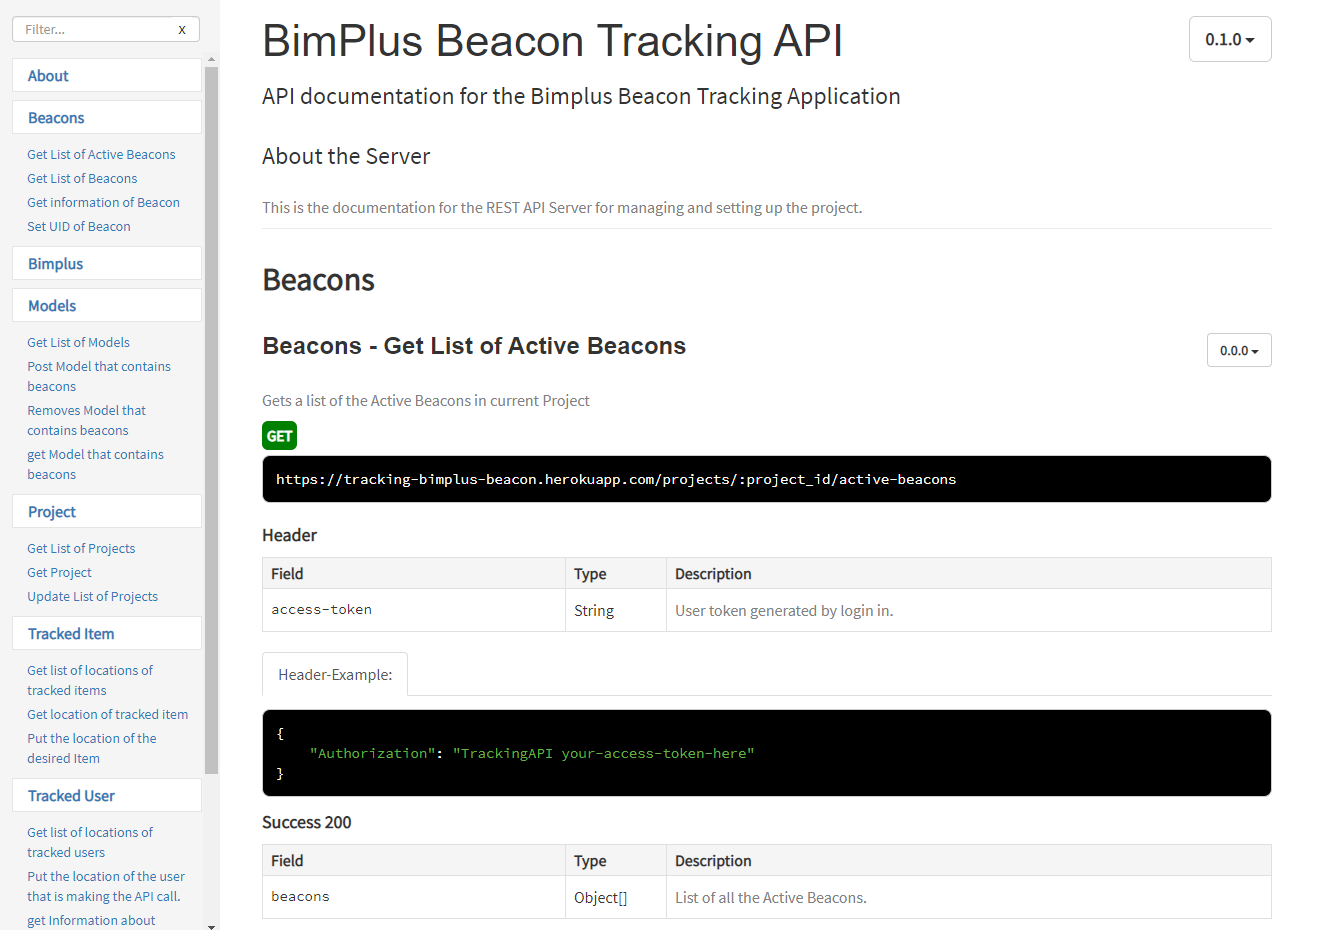 Filter...
X
About
Beacons
Get List of Active Beacons
Get List of Beacons
Get information of Beacon
Set UID of Beacon
Bimplus
Models
Get List of Models
Post Model that contains
beacons
Removes Model that
contains beacons
get Model that contains
beacons
Project
Get List of Projects
Get Project
Update List of Projects
Tracked Item
Get list of locations of
tracked items
Get location of tracked item
Put the location of the
desired Item
Tracked User
Get list of locations of
tracked users
Put the location of the user
that is making the API call.
get Information about
BimPlus Beacon Tracking API
0.1.0
API documentation for the Bimplus Beacon Tracking Application
About the Server
This is the documentation for the REST API Server for managing and setting up the project.
Beacons
Beacons - Get List of Active Beacons
0.0.0
Gets a list of the Active Beacons in current Project
GET
https://tracking-bimplus-beacon.herokuapp.com/projects/:project_id/active-beacons
Header
Field Type Description
access-token String User token generated by login in.
Header-Example:
{
"Authorization": "TrackingAPI your-access-token-here"
}
Success 200
Field Type Description
beacons Object[] List of all the Active Beacons.